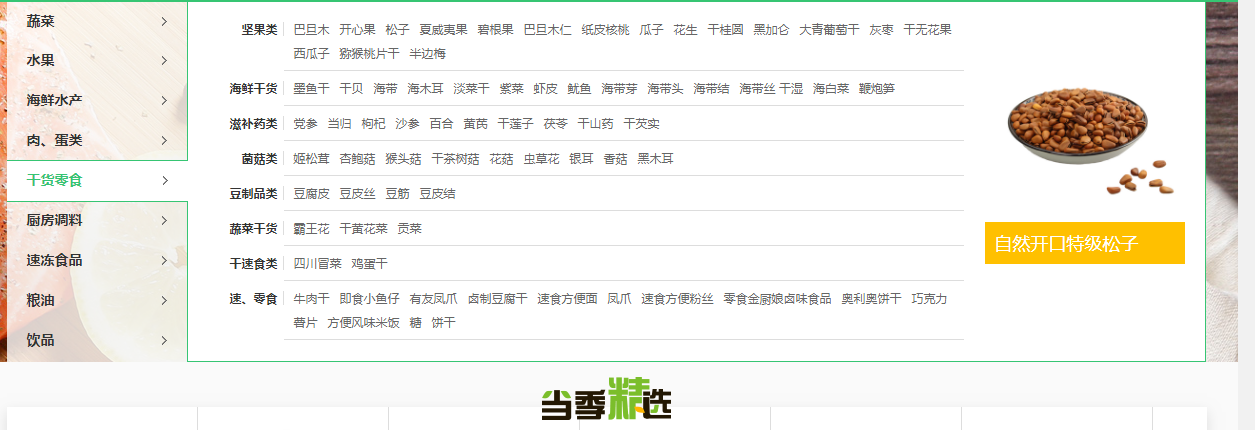 蔬菜
水果
海鲜水产
肉、蛋类
干货零食
厨房调料
速冻食品
粮油
饮品
坚果类 巴旦木 开心果 松子 夏威夷果 碧根果 巴旦木仁 纸皮核桃 瓜子 花生 干桂圆 黑加仑 大青葡萄干 灰枣 干无花果
西瓜子 猕猴桃片干 半边梅
海鲜干货 墨鱼干 干贝 海带 海木耳 淡菜干 紫菜 虾皮 鱿鱼 海带芽 海带头 海带结 海带丝 干湿 海白菜 鞭炮笋
滋补药类 党参 当归 枸杞 沙参 百合 黄芪 干莲子 茯苓 干山药 干芡实
菌菇类 姬松茸 杏鲍菇 猴头菇 干茶树菇 花菇 虫草花 银耳 香菇 黑木耳
豆制品类 豆腐皮 豆皮丝 豆筋 豆皮结
蔬菜干货 霸王花 干黄花菜 贡菜
干速食类 四川冒菜 鸡蛋干
速、零食 牛肉干 即食小鱼仔 有友凤爪 卤制豆腐干 速食方便面 凤爪 速食方便粉丝 零食金厨娘卤味食品 奥利奥饼干 巧克力
薯片 方便风味米饭 糖 饼干
自然开口特级松子
当季精选